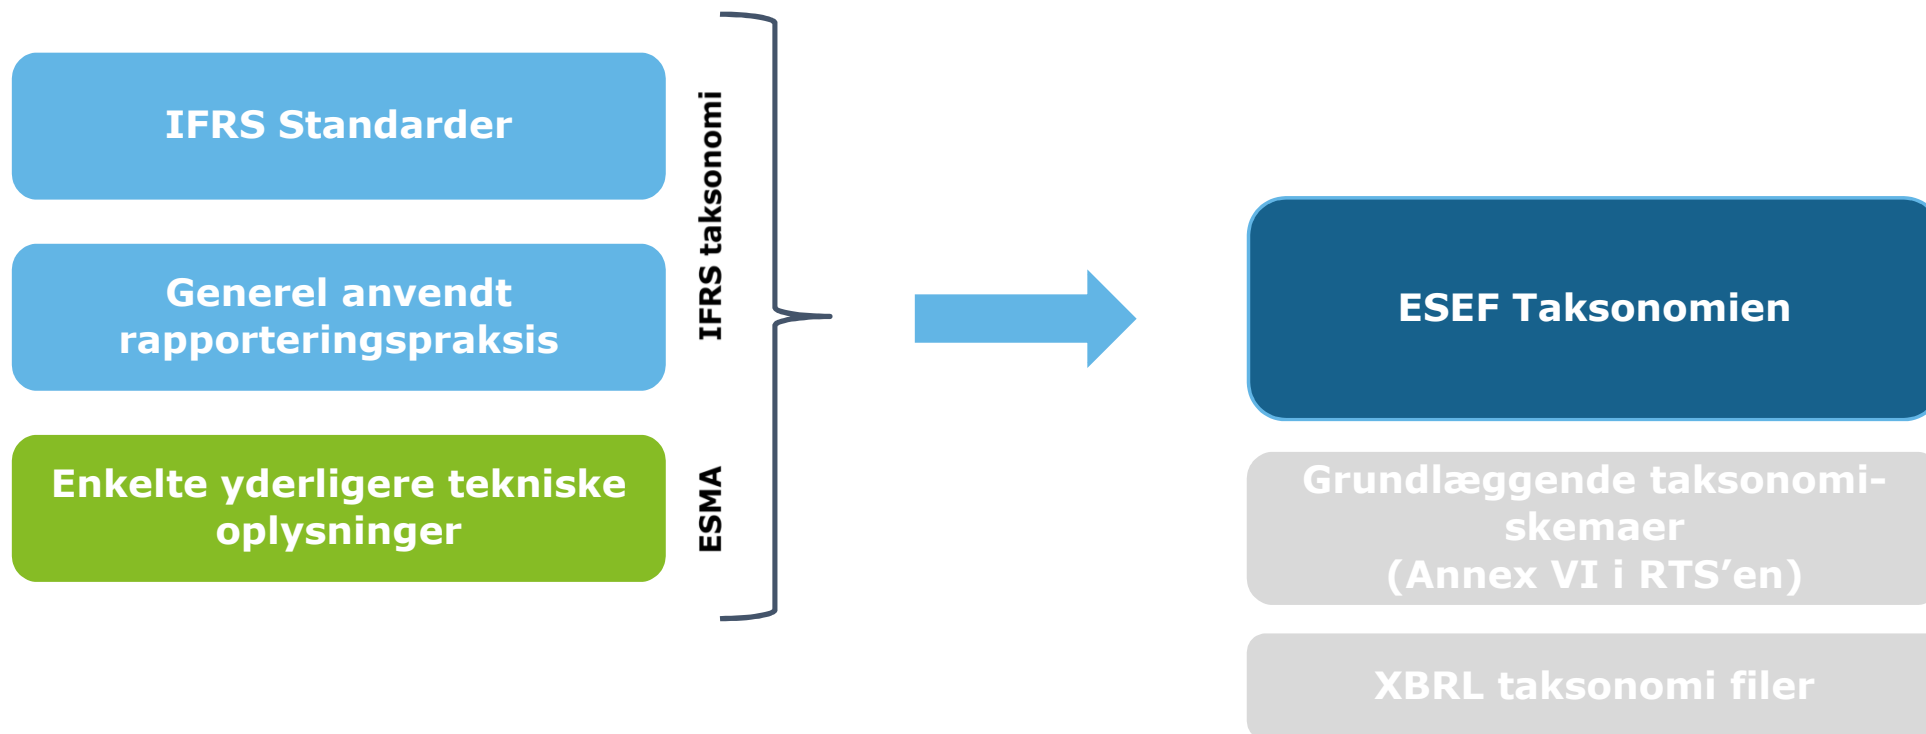 IFRS Standarder
Generel anvendt
rapporteringspraksis
Enkelte yderligere tekniske
oplysninger
IFRS taksonomi
ESMA
ESEF Taksonomien
Grundlæggende taksonomi-
skemaer
(Annex VI i RTS’en)
XBRL taksonomi filer